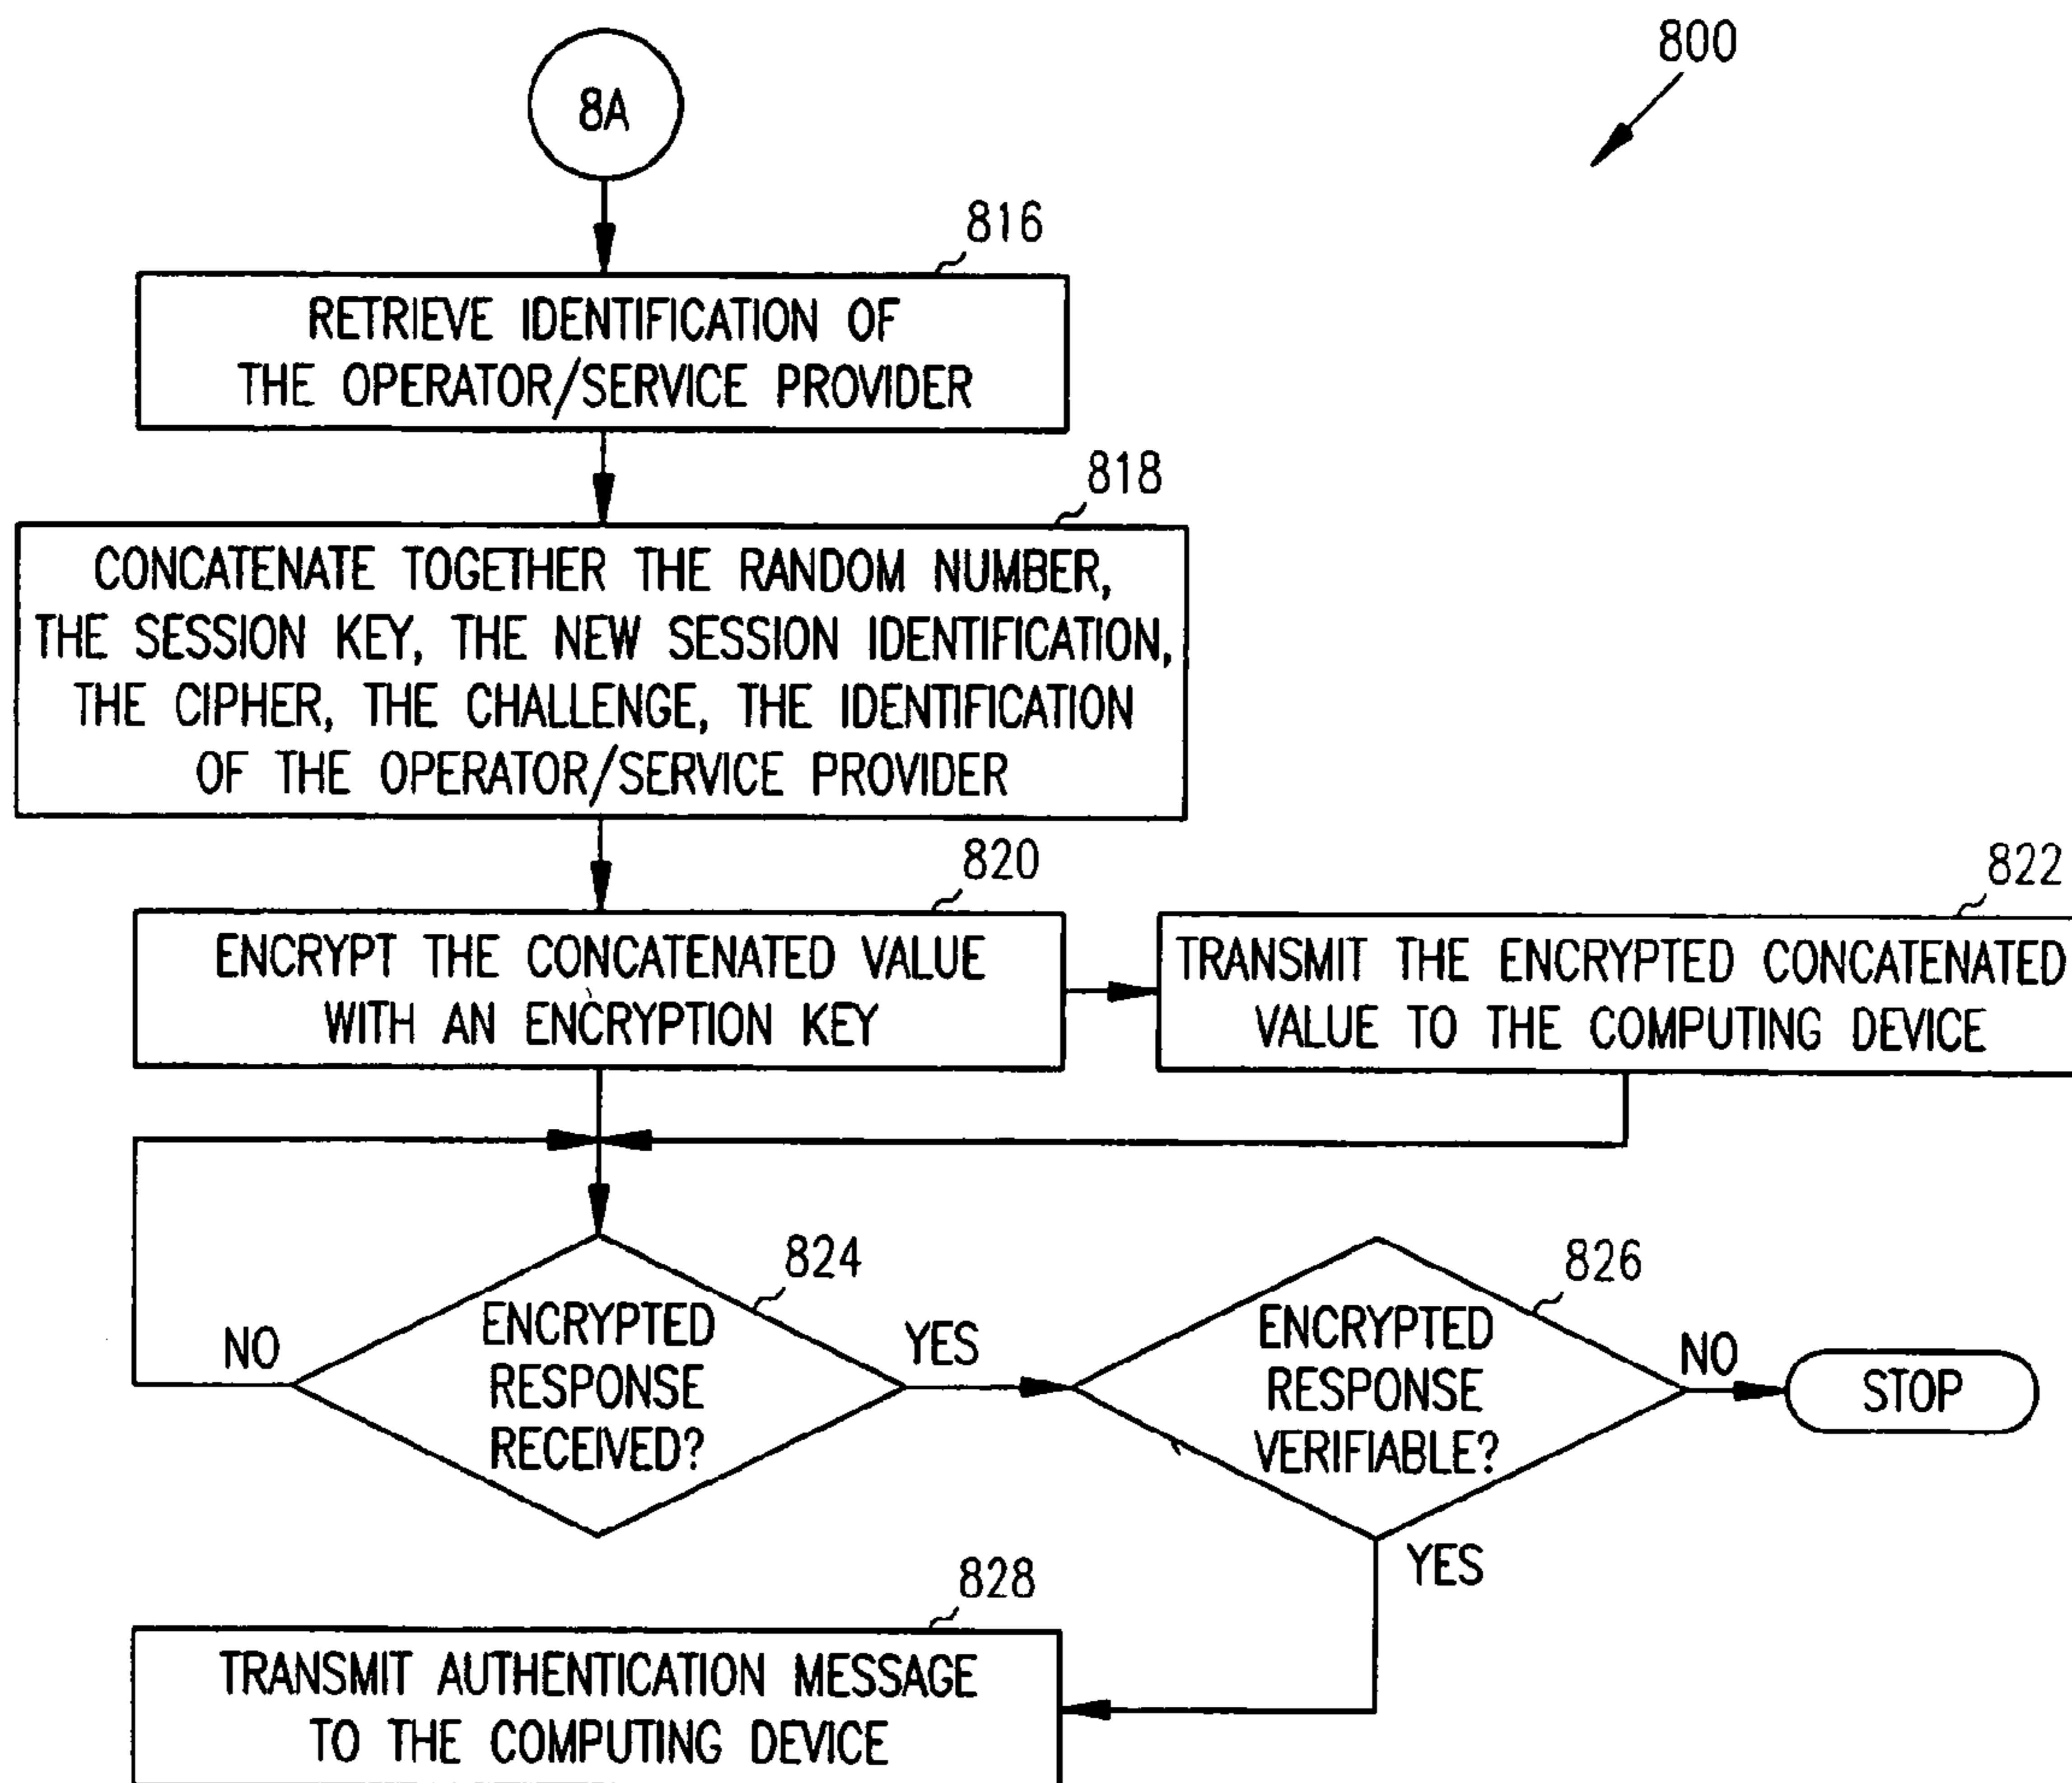 800
8A
816
RETRIEVE IDENTIFICATION OF
THE OPERATOR/SERVICE PROVIDER
818
CONCATENATE TOGETHER THE RANDOM NUMBER,
THE SESSION KEY, THE NEW SESSION IDENTIFICATION,
THE CIPHER, THE CHALLENGE, THE IDENTIFICATION
OF THE OPERATOR/SERVICE PROVIDER
820
ENCRYPT THE CONCATENATED VALUE
WITH AN ENCRYPTION KEY
822
TRANSMIT THE ENCRYPTED CONCATENATED
VALUE TO THE COMPUTING DEVICE
824
ENCRYPTED
RESPONSE
RECEIVED?
NO
YES
826
ENCRYPTED
RESPONSE
VERIFIABLE?
NO
STOP
YES
828
TRANSMIT AUTHENTICATION MESSAGE
TO THE COMPUTING DEVICE